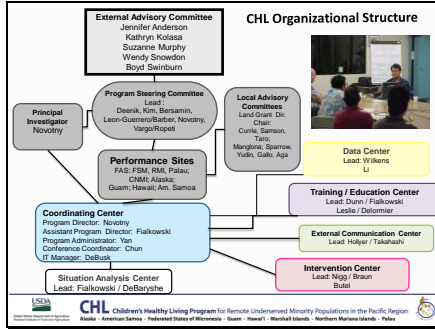 CHL Organizational Structure
External Advisory Committee
Jennifer Anderson
Kathryn Kolasa
Suzanne Murphy
Wendy Snowdon
Boyd Swinburn
Program Steering Committee
Lead :
Deenik, Kim, Bersamin,
Leon-Guerrero/Barber, Novotny,
Vargo/Ropeti
Local Advisory
Committees
Land Grant Dir.
Chair:
Currie, Samson,
Taro;
Manglona; Sparrow,
Yudin, Gallo, Aga
Principal
Investigator
Novotny
Performance Sites
FAS: FSM, RMI, Palau;
CNMI; Alaska;
Guam; Hawaii; Am. Samoa
Data Center
Lead: Wilkens
Li
Training / Education Center
Lead: Dunn / Fialkowski
Leslie / Delormier
Coordinating Center
Program Director: Novotny
Assistant Program Director: Fialkowski
Program Administrator: Yan
Conference Coordinator: Chun
IT Manager: DeBusk
External Communication Center
Lead: Hollyer / Takahashi
Intervention Center
Lead: Nigg / Braun
Butel
Situation Analysis Center
Lead: Fialkowski / DeBaryshe
USDA
CHL Children's Healthy Living Program for Remote Underserved Minority Populations in the Pacific Region
Alaska - American Samoa - Federated States of Micronesia - Guam - Hawai'i - Marshall Islands - Northern Mariana Islands - Palau